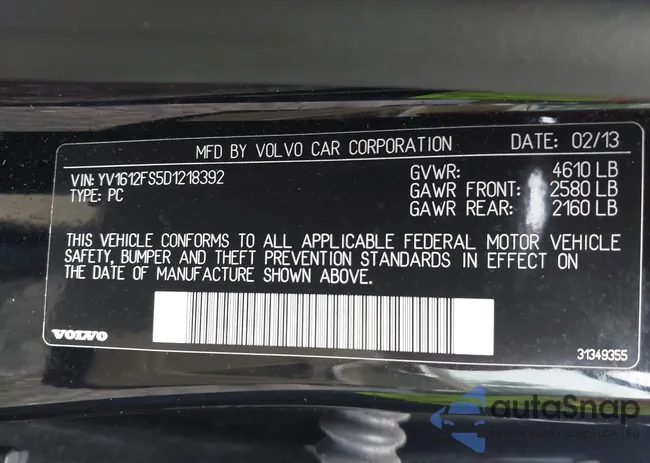 MFD BY VOLVO CAR CORPORATION DATE: 02/13
VIN: YV1612FS5D1218392 GVWR: 4610 LB
TYPE: PC GAWR FRONT: 2580 LB
GAWR REAR: 2160 LB
THIS VEHICLE CONFORMS TO ALL APPLICABLE FEDERAL MOTOR VEHICLE
SAFETY, BUMPER AND THEFT PREVENTION STANDARDS IN EFFECT ON
THE DATE OF MANUFACTURE SHOWN ABOVE.
VOLVO
31349355
autaSnap